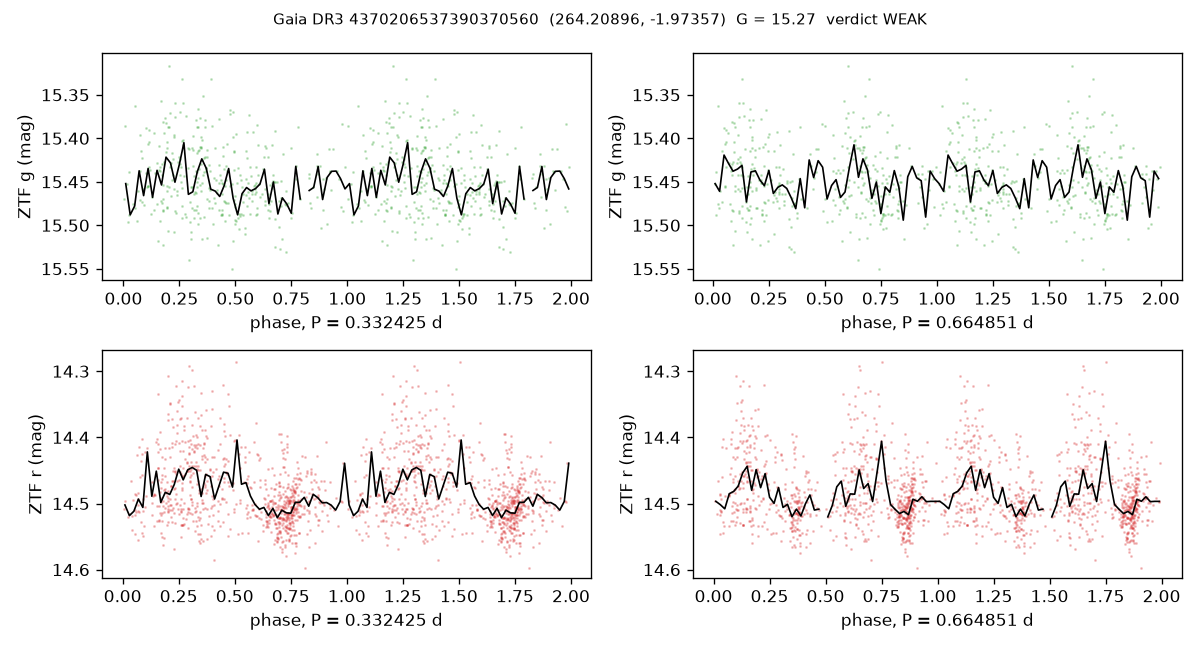 Gaia DR3 4370206537390370560 (264.20896, -1.97357) G = 15.27 verdict WEAK
ZTF g (mag)
15.35
15.40
15.45
15.50
15.55
0.00 0.25 0.50 0.75 1.00 1.25 1.50 1.75 2.00
phase, P = 0.332425 d
ZTF g (mag)
15.35
15.40
15.45
15.50
15.55
0.00 0.25 0.50 0.75 1.00 1.25 1.50 1.75 2.00
phase, P = 0.664851 d
ZTF r (mag)
14.3
14.4
14.5
14.6
0.00 0.25 0.50 0.75 1.00 1.25 1.50 1.75 2.00
phase, P = 0.332425 d
ZTF r (mag)
14.3
14.4
14.5
14.6
0.00 0.25 0.50 0.75 1.00 1.25 1.50 1.75 2.00
phase, P = 0.664851 d